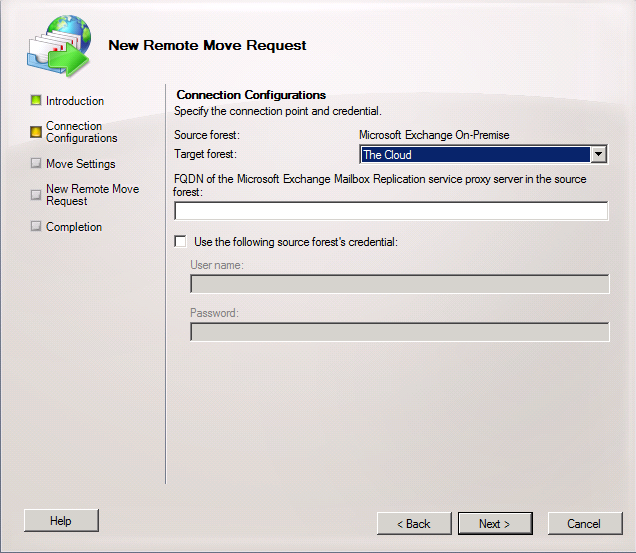 New Remote Move Request
Introduction
Connection
Configurations
Move Settings
New Remote Move
Request
Completion
Connection Configurations
Specify the connection point and credential.
Source forest: Microsoft Exchange On-Premise
Target forest: The Cloud
FQDN of the Microsoft Exchange Mailbox Replication service proxy server in the source
forest:
Use the following source forest's credential:
User name:
Password:
Help < Back Next > Cancel